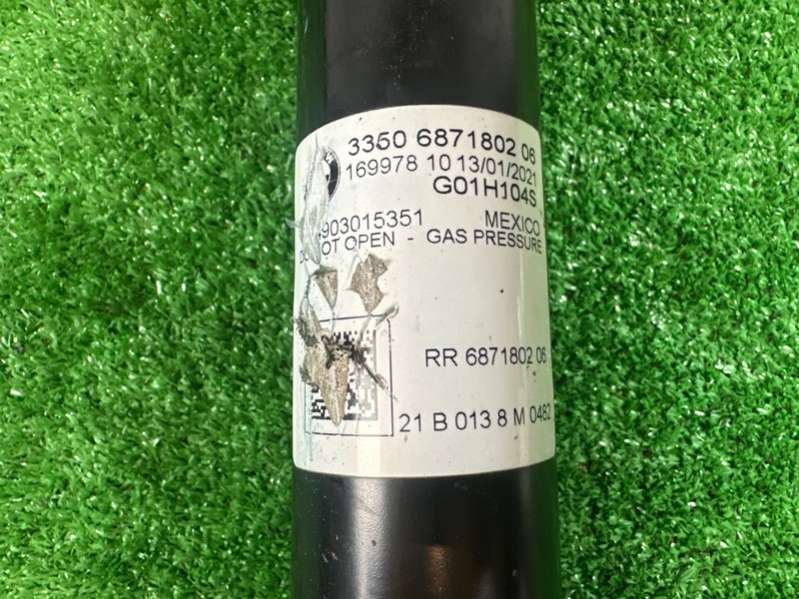 3350 6871802 06
169978 10 13/01/2021
G01H104S
903015351 MEXICO
OT OPEN - GAS PRESSURE
RR 6871802 06
21 B 013 8 M 0482